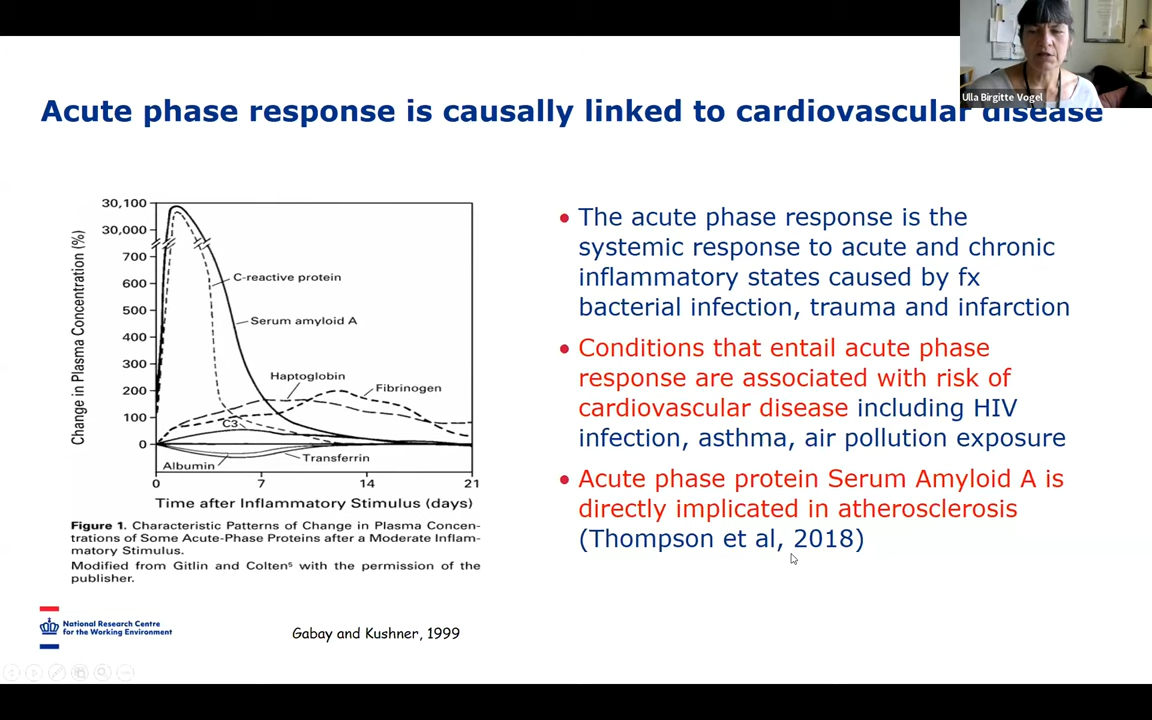 Ulla Birgitte Vogel
Acute phase response is causally linked to cardiovascular disease
30,100
30,000
700
600
500
400
300
200
100
0
Change in Plasma Concentration (%)
C-reactive protein
Serum amyloid A
Haptoglobin
Fibrinogen
C3
Albumin
Transferrin
0
7
14
21
Time after Inflammatory Stimulus (days)
Figure 1. Characteristic Patterns of Change in Plasma Concen-
trations of Some Acute-Phase Proteins after a Moderate Inflam-
matory Stimulus.
Modified from Gitlin and Colten⁵ with the permission of the
publisher.
• The acute phase response is the
systemic response to acute and chronic
inflammatory states caused by fx
bacterial infection, trauma and infarction
• Conditions that entail acute phase
response are associated with risk of
cardiovascular disease including HIV
infection, asthma, air pollution exposure
• Acute phase protein Serum Amyloid A is
directly implicated in atherosclerosis
(Thompson et al, 2018)
National Research Centre
for the Working Environment
Gabay and Kushner, 1999